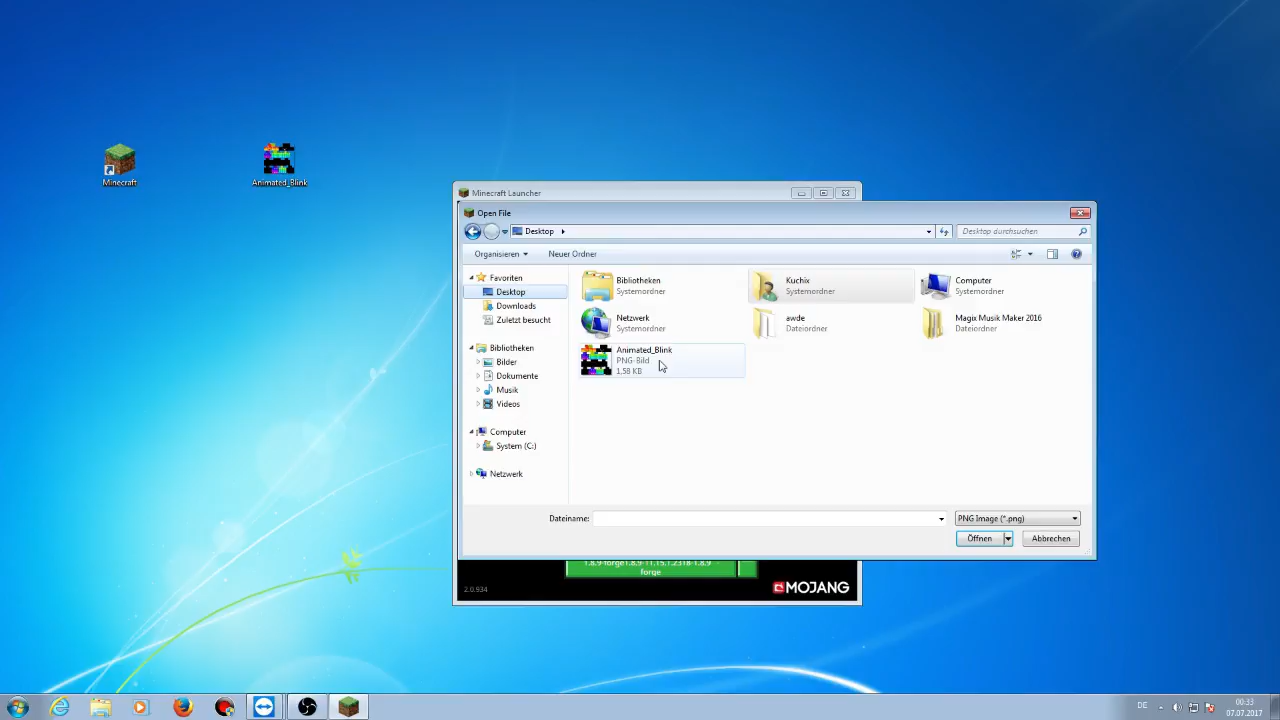 Minecraft
Animated_Blink
Minecraft Launcher
Open File
Desktop
Desktop durchsuchen
Organisieren
Neuer Ordner
Favoriten
Desktop
Downloads
Zuletzt besucht
Bibliotheken
Bilder
Dokumente
Musik
Videos
Computer
System (C:)
Netzwerk
Bibliotheken
Systemordner
Kuchix
Systemordner
Computer
Systemordner
Netzwerk
Systemordner
awde
Dateiordner
Magix Musik Maker 2016
Dateiordner
Animated_Blink
PNG-Bild
1,58 KB
Dateiname:
PNG Image (*.png)
Öffnen
Abbrechen
1.8.9-forge1.8.9-11.15.1.2318-1.8.9 -
forge
2.0.934
MOJANG
DE
00:33
07.07.2017